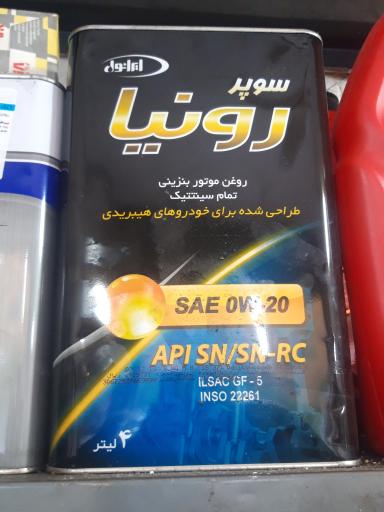 ایرانول
سوپر
رونیا
روغن موتور بنزینی
تمام سینتتیک
طراحی شده برای خودروهای هیبریدی
SAE 0W-20
API SN/SN-RC
ILSAC GF - 5
INSO 22261
۴ لیتر